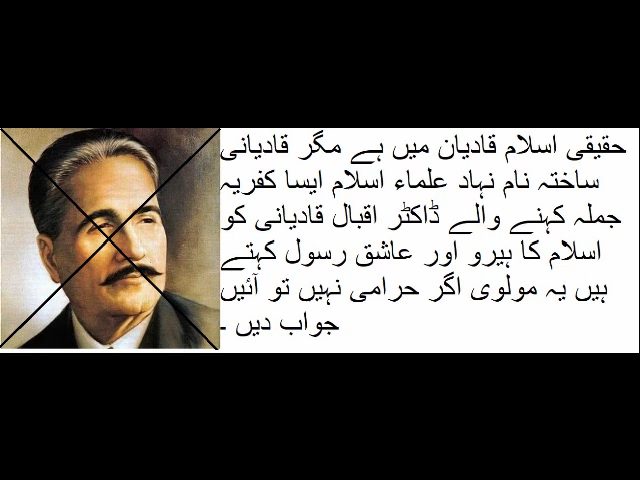 حقیقی اسلام قادیان میں ہے مگر قادیانی
ساختہ نام نہاد علماء اسلام ایسا کفریہ
جملہ کہنے والے ڈاکٹر اقبال قادیانی کو
اسلام کا ہیرو اور عاشق رسول کہتے
ہیں یہ مولوی اگر حرامی نہیں تو آئیں
جواب دیں ۔